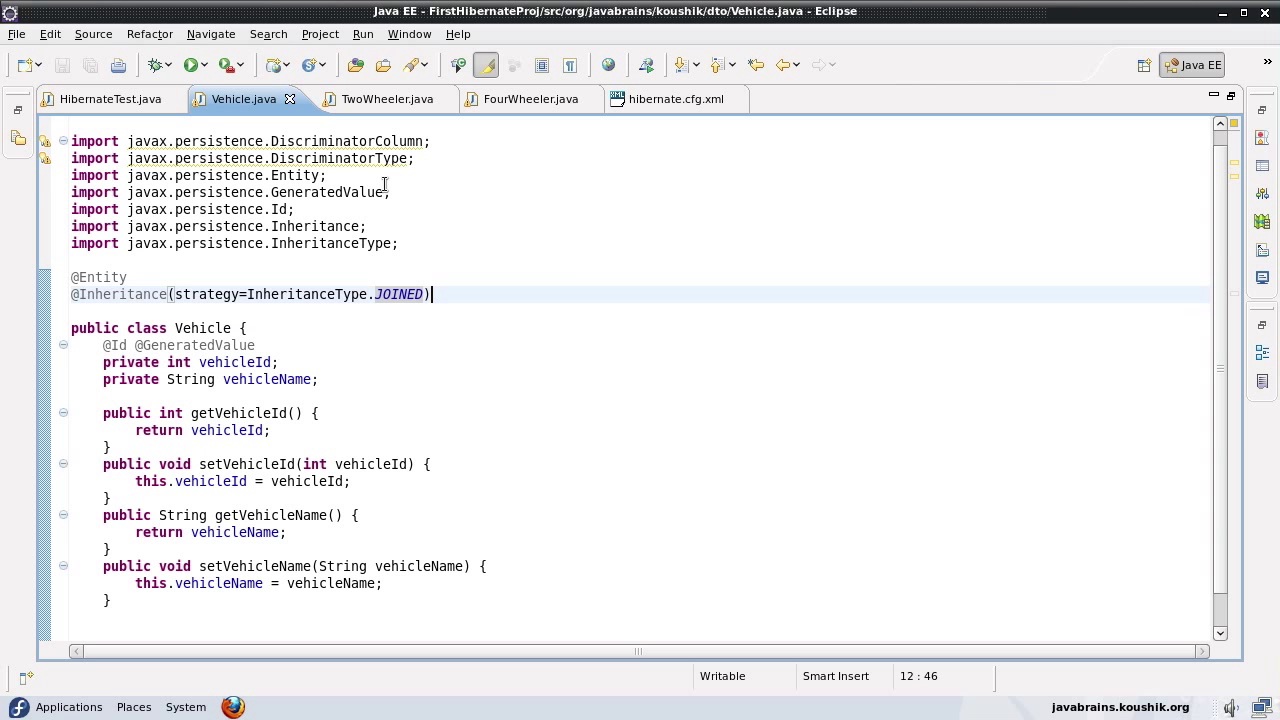 Java EE - FirstHibernateProj/src/org/javabrains/koushik/dto/Vehicle.java - Eclipse
File Edit Source Refactor Navigate Search Project Run Window Help
Java EE
HibernateTest.java Vehicle.java TwoWheeler.java FourWheeler.java hibernate.cfg.xml
import javax.persistence.DiscriminatorColumn;
import javax.persistence.DiscriminatorType;
import javax.persistence.Entity;
import javax.persistence.GeneratedValue;
import javax.persistence.Id;
import javax.persistence.Inheritance;
import javax.persistence.InheritanceType;
@Entity
@Inheritance(strategy=InheritanceType.JOINED)
public class Vehicle {
@Id @GeneratedValue
private int vehicleId;
private String vehicleName;
public int getVehicleId() {
return vehicleId;
}
public void setVehicleId(int vehicleId) {
this.vehicleId = vehicleId;
}
public String getVehicleName() {
return vehicleName;
}
public void setVehicleName(String vehicleName) {
this.vehicleName = vehicleName;
}
Writable Smart Insert 12 : 46
Applications Places System javabrains.koushik.org